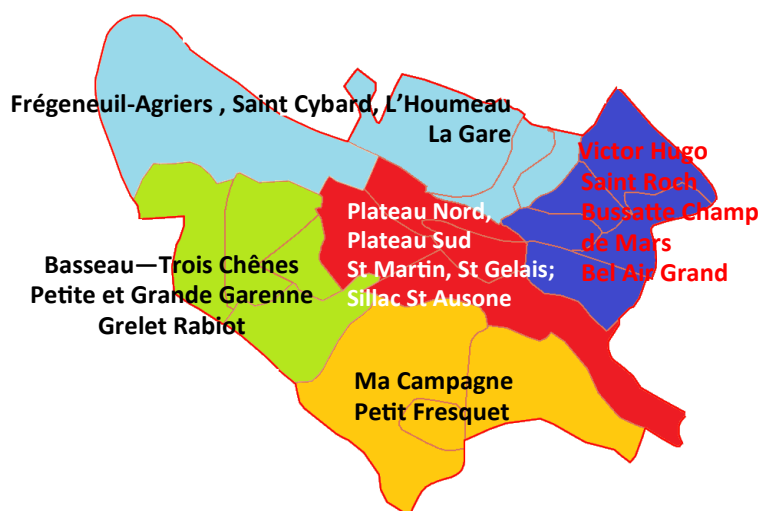 Frégeneuil-Agriers , Saint Cybard, L'Houmeau
La Gare
Victor Hugo
Saint Roch
Bussatte Champ
de Mars
Bel Air Grand
Plateau Nord,
Plateau Sud
St Martin, St Gelais;
Sillac St Ausone
Basseau—Trois Chênes
Petite et Grande Garenne
Grelet Rabiot
Ma Campagne
Petit Fresquet